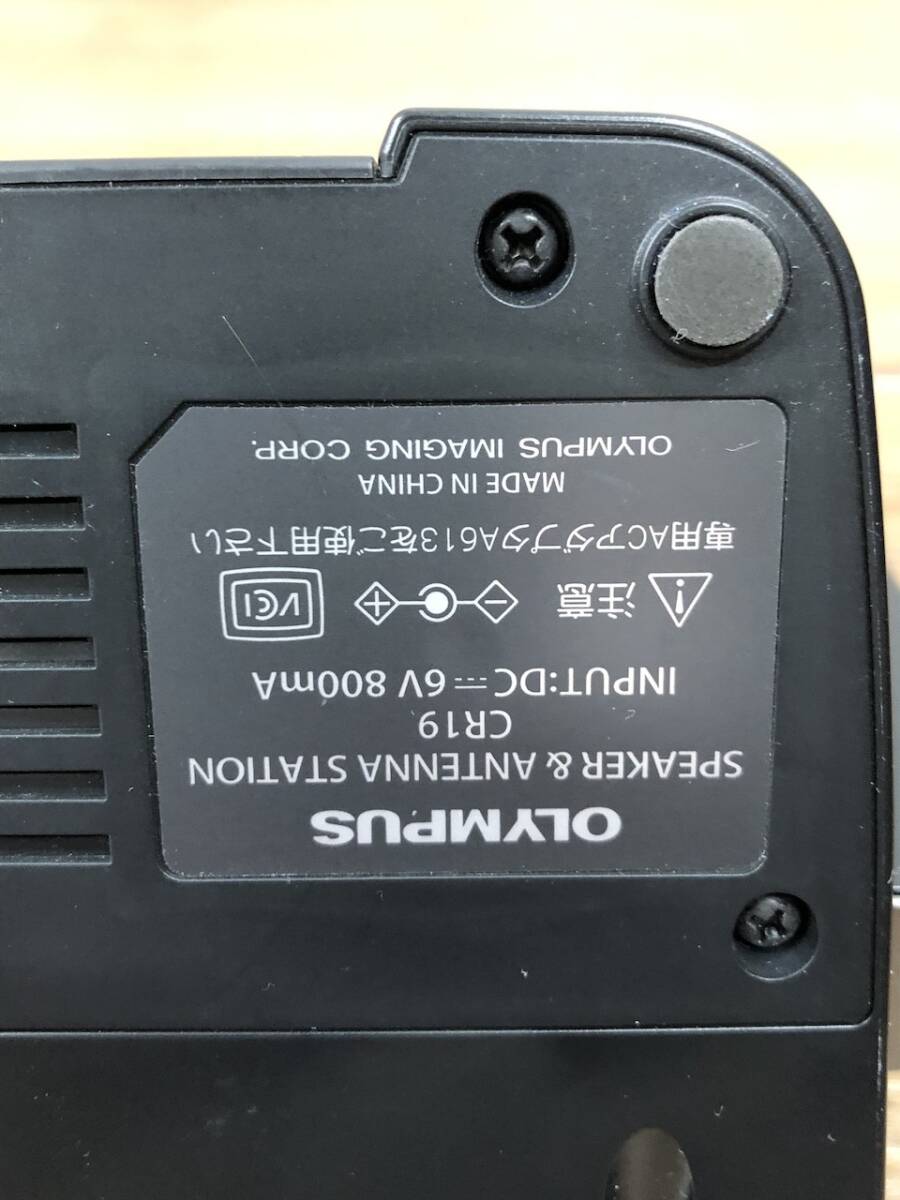 OLYMPUS
SPEAKER & ANTENNA STATION
CR19
INPUT:DC⎓6V 800mA
注意 VCI
専用ACアダプタA613をご使用下さい
MADE IN CHINA
OLYMPUS IMAGING CORP.